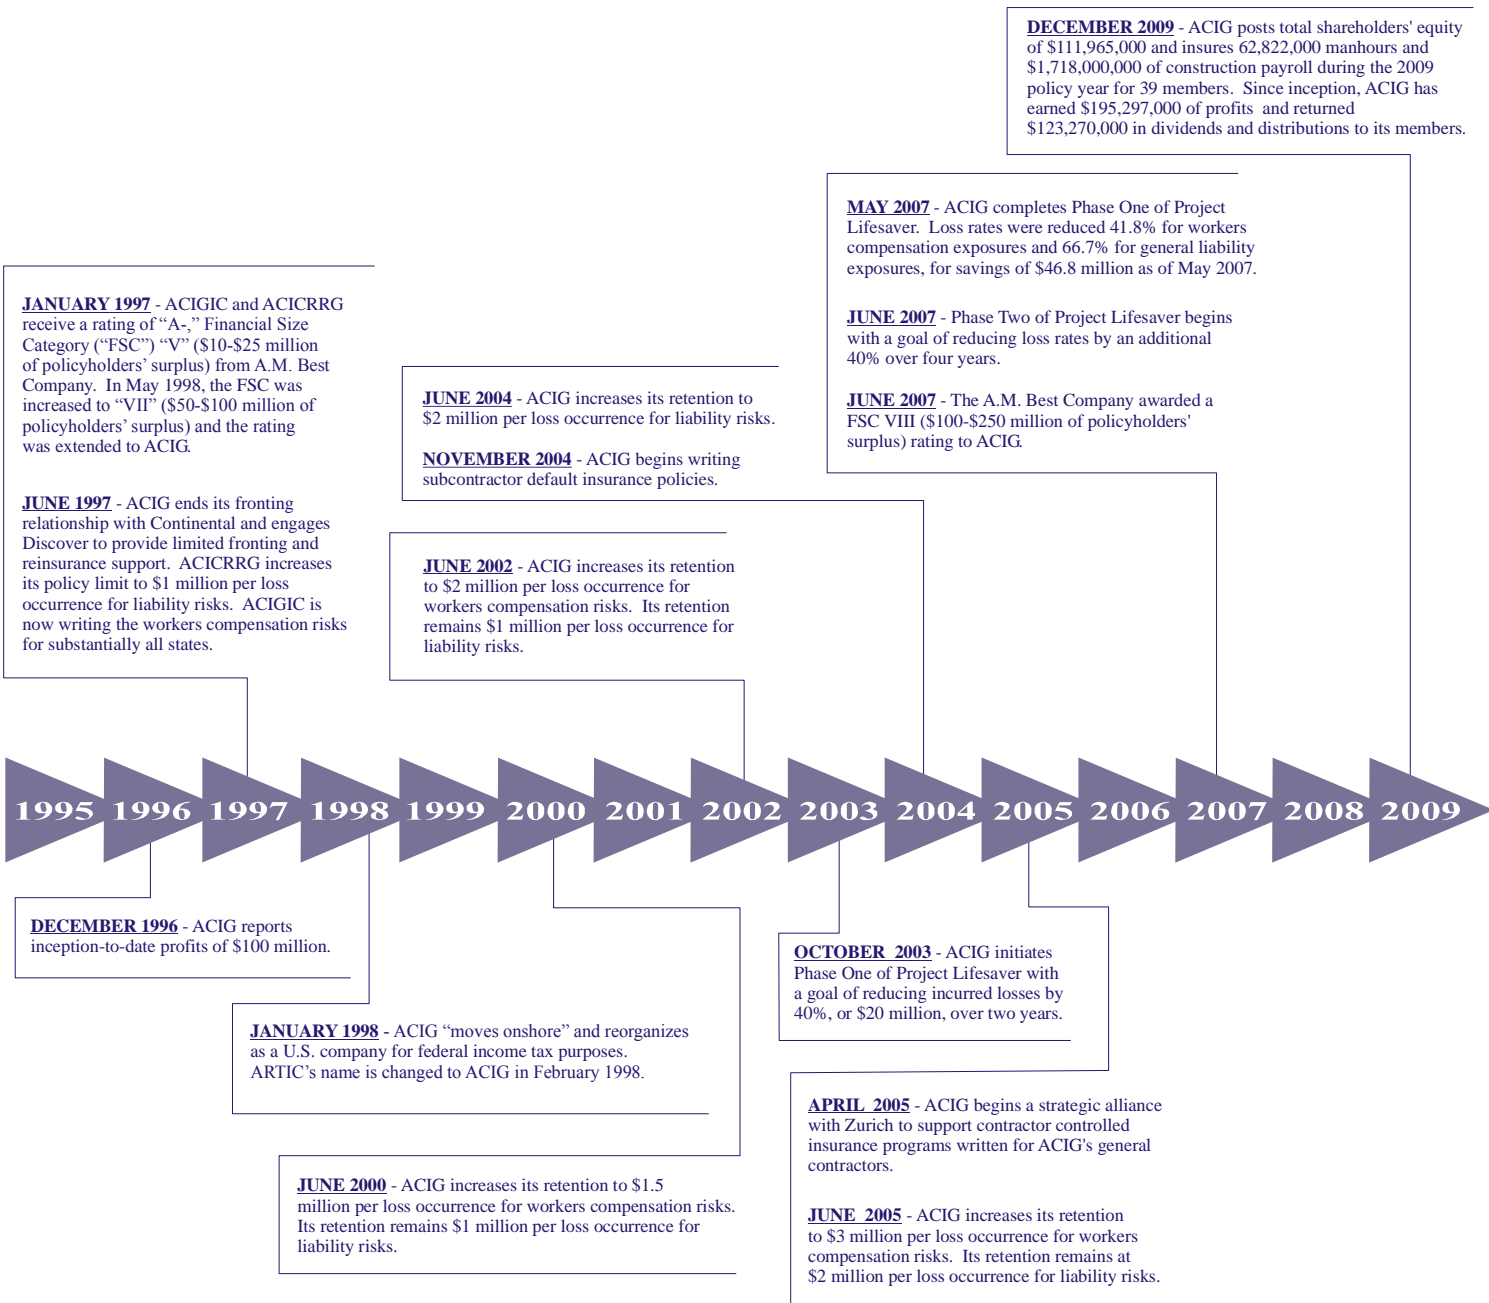 DECEMBER 2009 - ACIG posts total shareholders' equity
of $111,965,000 and insures 62,822,000 manhours and
$1,718,000,000 of construction payroll during the 2009
policy year for 39 members.  Since inception, ACIG has
earned $195,297,000 of profits  and returned
$123,270,000 in dividends and distributions to its members.
MAY 2007 - ACIG completes Phase One of Project
Lifesaver.  Loss rates were reduced 41.8% for workers
compensation exposures and 66.7% for general liability
exposures, for savings of $46.8 million as of May 2007.
JUNE 2007 - Phase Two of Project Lifesaver begins
with a goal of reducing loss rates by an additional
40% over four years.
JUNE 2007 - The A.M. Best Company awarded a
FSC VIII ($100-$250 million of policyholders'
surplus) rating to ACIG.
JANUARY 1997 - ACIGIC and ACICRRG
receive a rating of “A-,” Financial Size
Category (“FSC”) “V” ($10-$25 million
of policyholders’ surplus) from A.M. Best
Company.  In May 1998, the FSC was
increased to “VII” ($50-$100 million of
policyholders’ surplus) and the rating
was extended to ACIG.
JUNE 1997 - ACIG ends its fronting
relationship with Continental and engages
Discover to provide limited fronting and
reinsurance support.  ACICRRG increases
its policy limit to $1 million per loss
occurrence for liability risks.  ACIGIC is
now writing the workers compensation risks
for substantially all states.
JUNE 2004 - ACIG increases its retention to
$2 million per loss occurrence for liability risks.
NOVEMBER 2004 - ACIG begins writing
subcontractor default insurance policies.
JUNE 2002 - ACIG increases its retention
to $2 million per loss occurrence for
workers compensation risks.  Its retention
remains $1 million per loss occurrence for
liability risks.
1995 1996 1997 1998 1999 2000 2001 2002 2003 2004 2005 2006 2007 2008 2009
DECEMBER 1996 - ACIG reports
inception-to-date profits of $100 million.
JANUARY 1998 - ACIG “moves onshore” and reorganizes
as a U.S. company for federal income tax purposes.
ARTIC’s name is changed to ACIG in February 1998.
JUNE 2000 - ACIG increases its retention to $1.5
million per loss occurrence for workers compensation risks.
Its retention remains $1 million per loss occurrence for
liability risks.
OCTOBER  2003 - ACIG initiates
Phase One of Project Lifesaver with
a goal of reducing incurred losses by
40%, or $20 million, over two years.
APRIL  2005 - ACIG begins a strategic alliance
with Zurich to support contractor controlled
insurance programs written for ACIG's general
contractors.
JUNE  2005 - ACIG increases its retention
to $3 million per loss occurrence for workers
compensation risks.  Its retention remains at
$2 million per loss occurrence for liability risks.